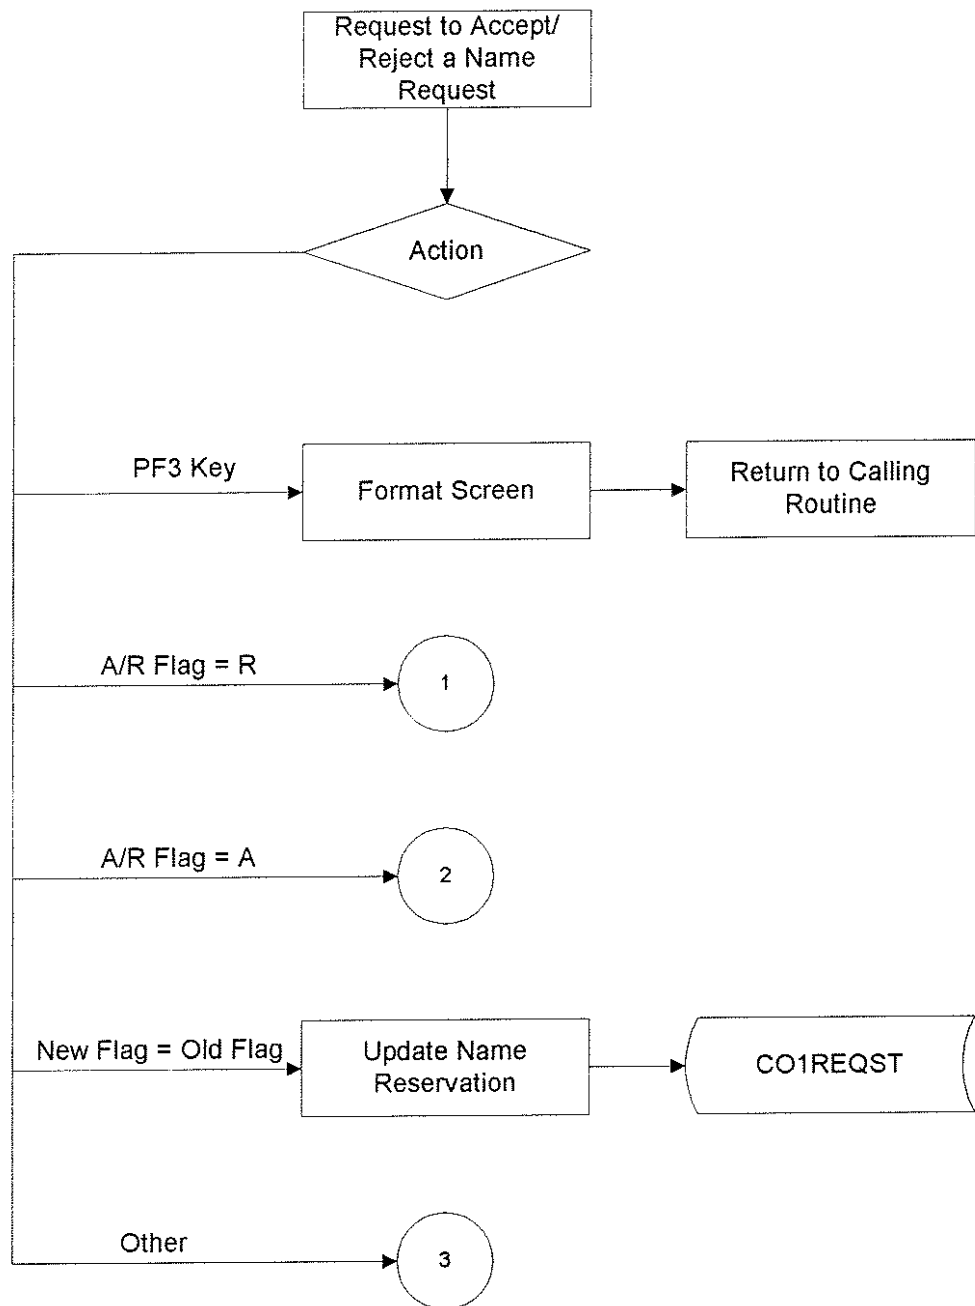 Request to Accept/
Reject a Name
Request
Action
PF3 Key
Format Screen
Return to Calling
Routine
A/R Flag = R
1
A/R Flag = A
2
New Flag = Old Flag
Update Name
Reservation
CO1REQST
Other
3